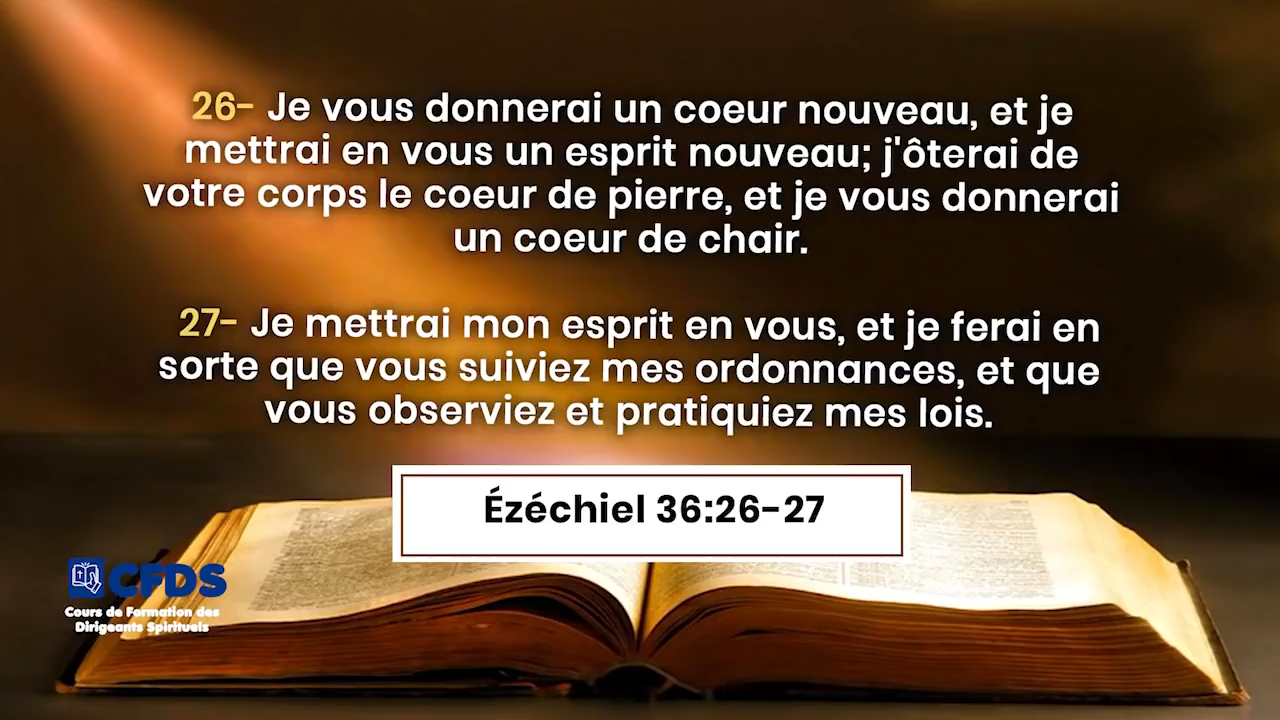 26- Je vous donnerai un coeur nouveau, et je
mettrai en vous un esprit nouveau; j'ôterai de
votre corps le coeur de pierre, et je vous donnerai
un coeur de chair.
27- Je mettrai mon esprit en vous, et je ferai en
sorte que vous suiviez mes ordonnances, et que
vous observiez et pratiquiez mes lois.
Ézéchiel 36:26-27
CFDS
Cours de Formation des
Dirigeants Spirituels